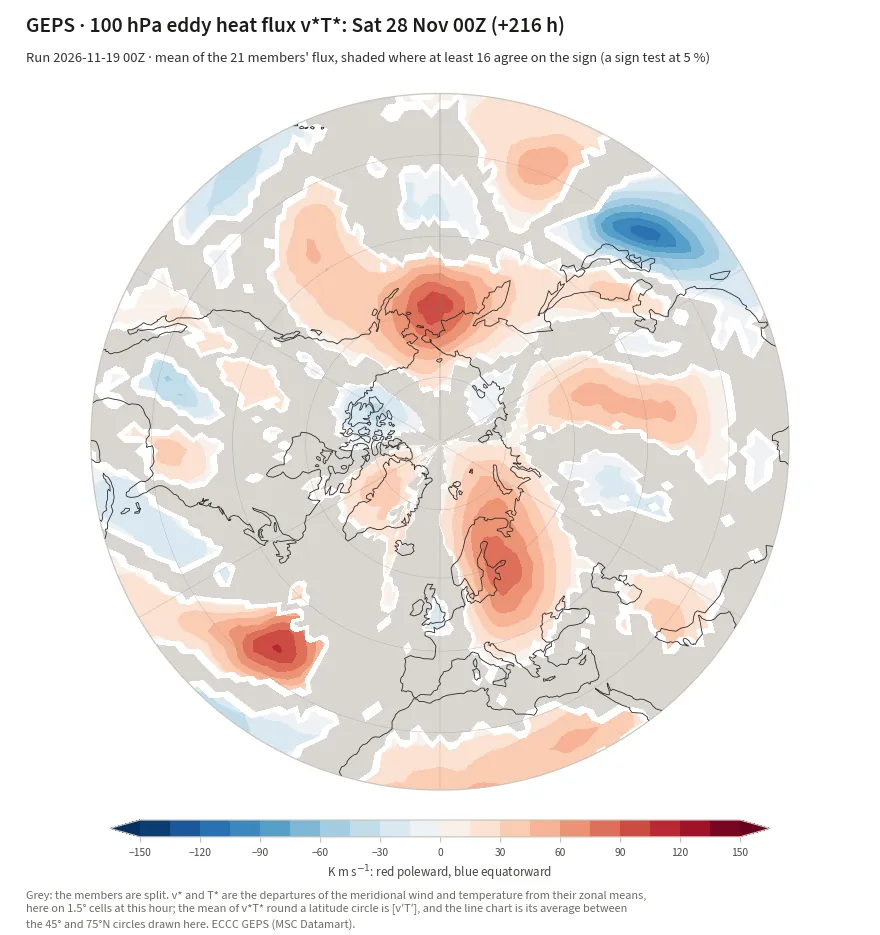 GEPS · 100 hPa eddy heat flux v*T*: Sat 28 Nov 00Z (+216 h)
Run 2026-11-19 00Z · mean of the 21 members' flux, shaded where at least 16 agree on the sign (a sign test at 5 %)
−150 −120 −90 −60 −30 0 30 60 90 120 150
K m s⁻¹: red poleward, blue equatorward
Grey: the members are split. v* and T* are the departures of the meridional wind and temperature from their zonal means,
here on 1.5° cells at this hour; the mean of v*T* round a latitude circle is [v'T'], and the line chart is its average between
the 45° and 75°N circles drawn here. ECCC GEPS (MSC Datamart).